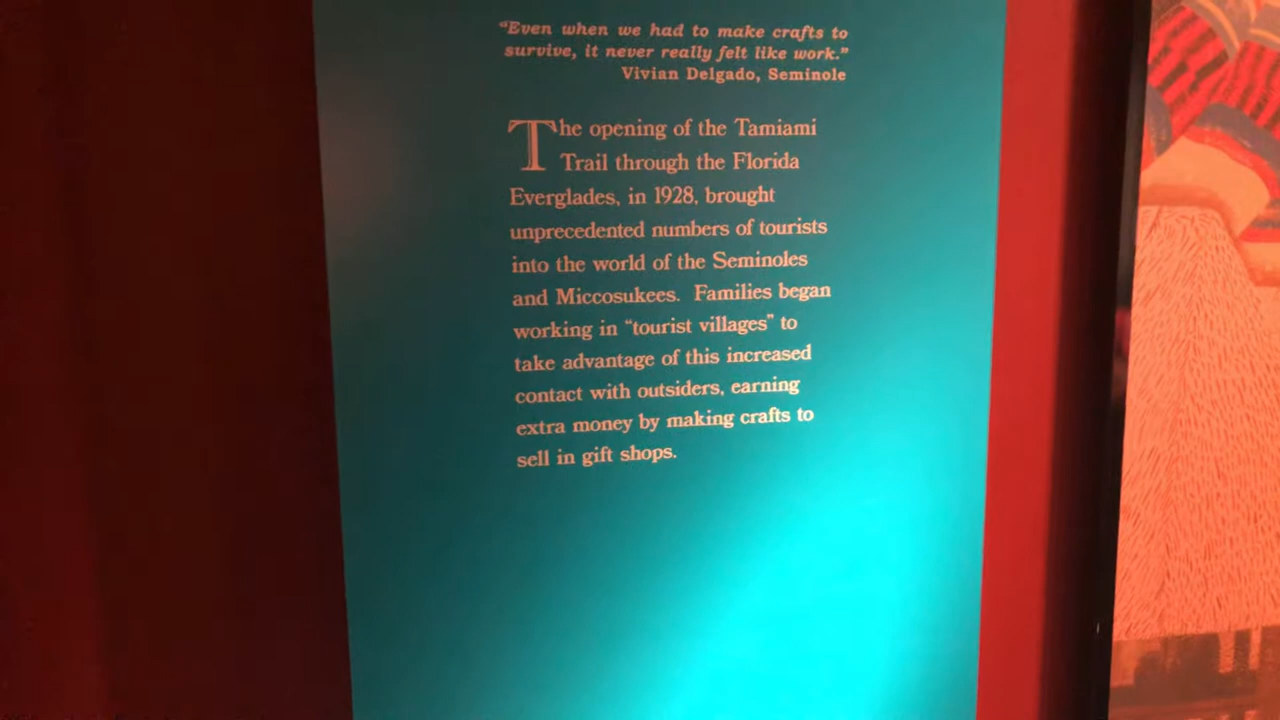 “Even when we had to make crafts to
survive, it never really felt like work.”
Vivian Delgado, Seminole
The opening of the Tamiami
Trail through the Florida
Everglades, in 1928, brought
unprecedented numbers of tourists
into the world of the Seminoles
and Miccosukees. Families began
working in “tourist villages” to
take advantage of this increased
contact with outsiders, earning
extra money by making crafts to
sell in gift shops.